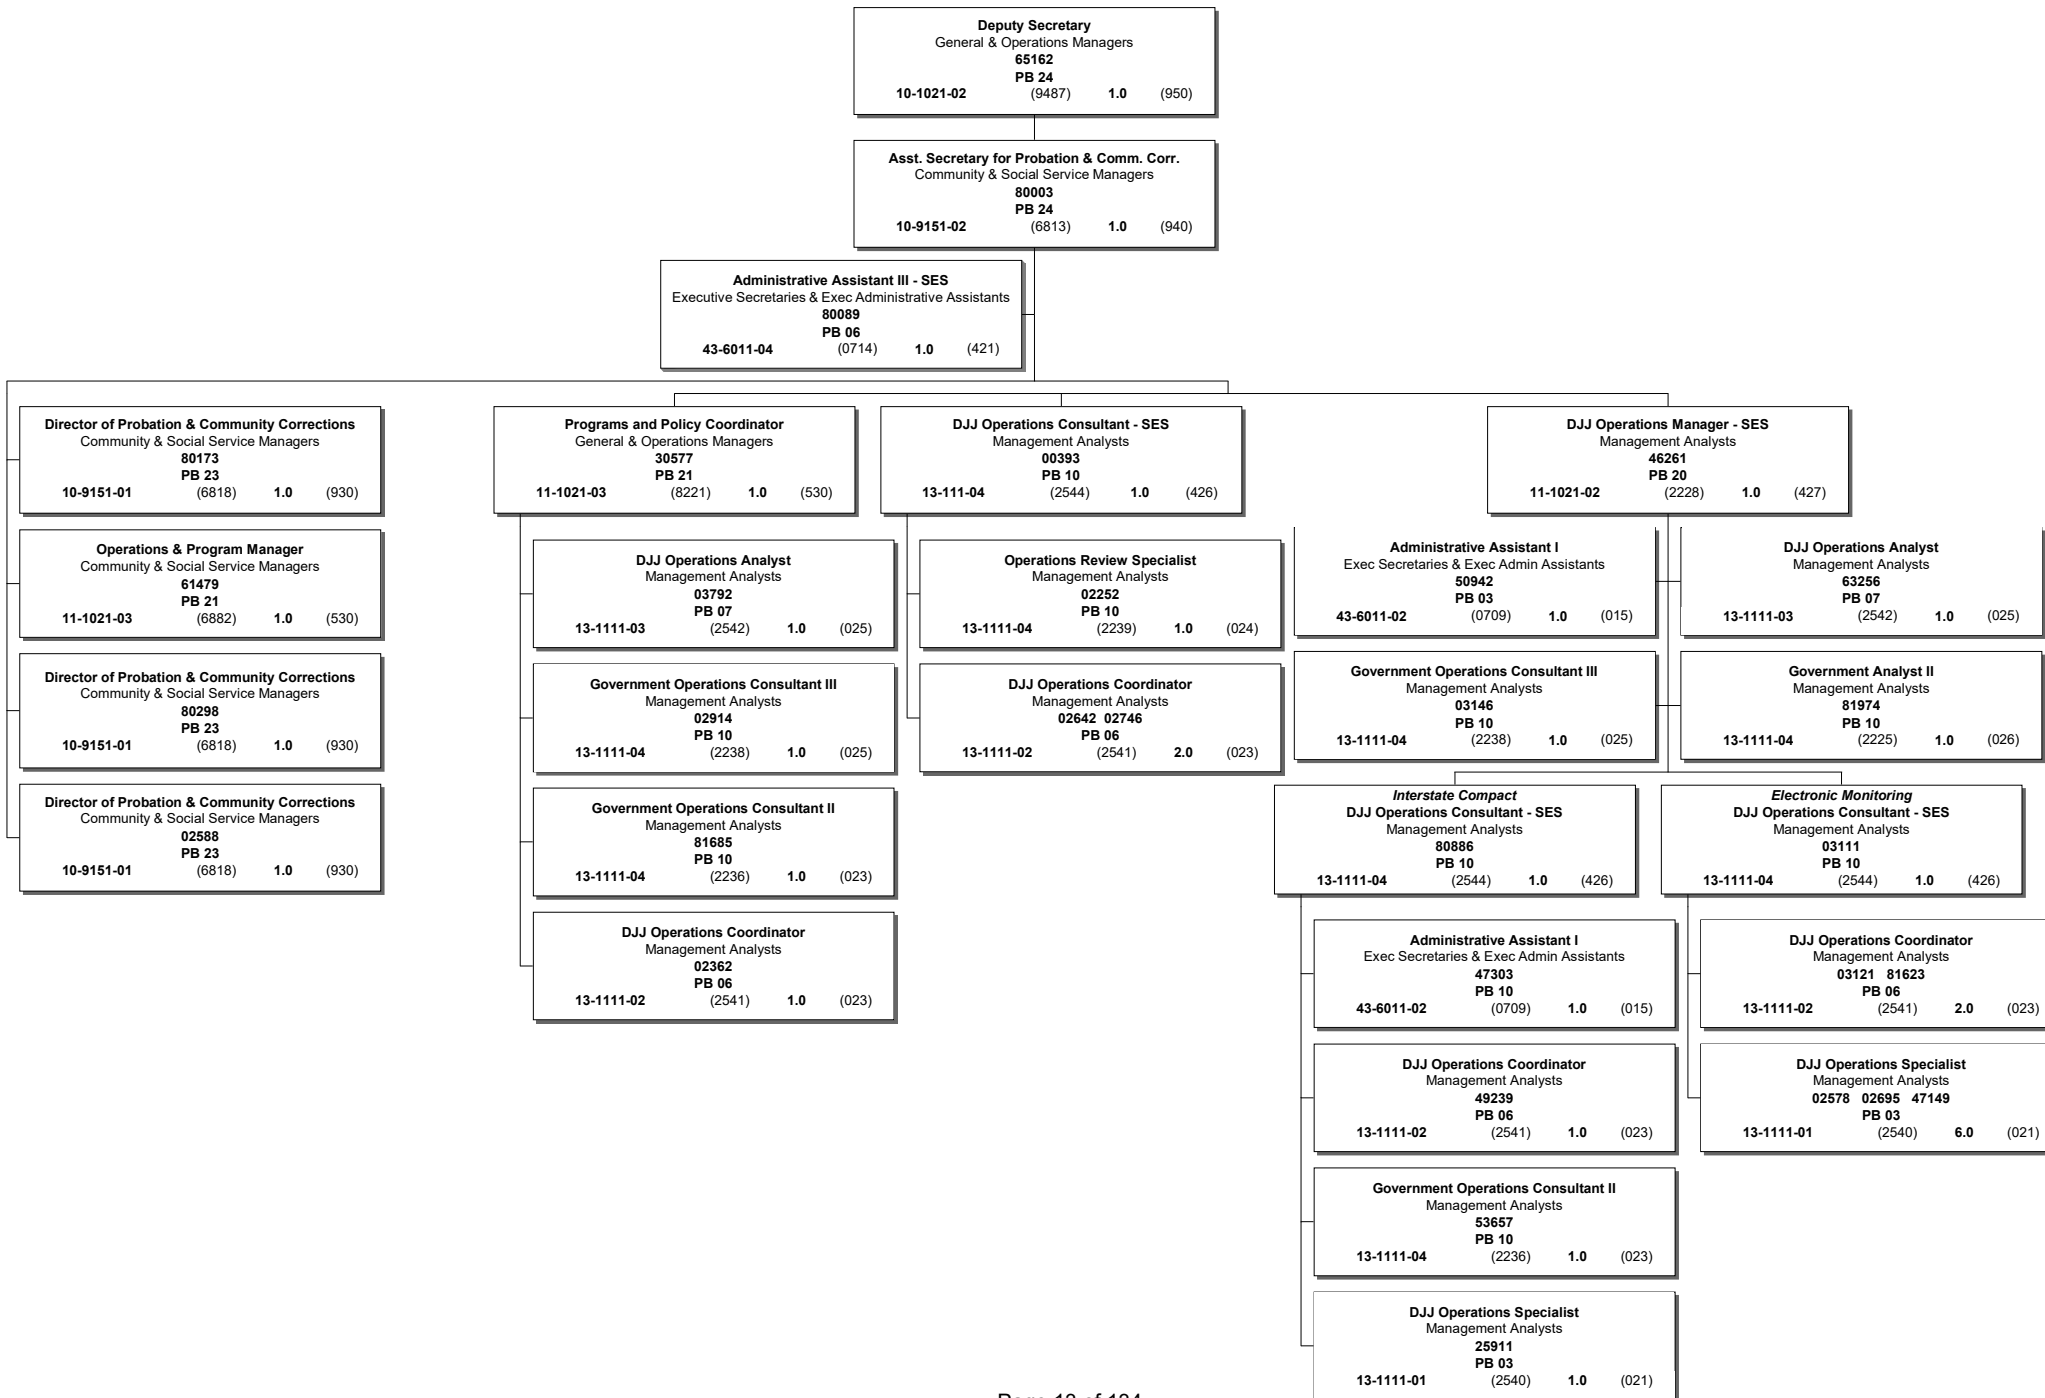 Deputy Secretary
General & Operations Managers
65162
PB 24
10-1021-02 (9487) 1.0 (950)
Asst. Secretary for Probation & Comm. Corr.
Community & Social Service Managers
80003
PB 24
10-9151-02 (6813) 1.0 (940)
Administrative Assistant III - SES
Executive Secretaries & Exec Administrative Assistants
80089
PB 06
43-6011-04 (0714) 1.0 (421)
Director of Probation & Community Corrections
Community & Social Service Managers
80173
PB 23
10-9151-01 (6818) 1.0 (930)
Operations & Program Manager
Community & Social Service Managers
61479
PB 21
11-1021-03 (6882) 1.0 (530)
Director of Probation & Community Corrections
Community & Social Service Managers
80298
PB 23
10-9151-01 (6818) 1.0 (930)
Director of Probation & Community Corrections
Community & Social Service Managers
02588
PB 23
10-9151-01 (6818) 1.0 (930)
Programs and Policy Coordinator
General & Operations Managers
30577
PB 21
11-1021-03 (8221) 1.0 (530)
DJJ Operations Analyst
Management Analysts
03792
PB 07
13-1111-03 (2542) 1.0 (025)
Government Operations Consultant III
Management Analysts
02914
PB 10
13-1111-04 (2238) 1.0 (025)
Government Operations Consultant II
Management Analysts
81685
PB 10
13-1111-04 (2236) 1.0 (023)
DJJ Operations Coordinator
Management Analysts
02362
PB 06
13-1111-02 (2541) 1.0 (023)
DJJ Operations Consultant - SES
Management Analysts
00393
PB 10
13-111-04 (2544) 1.0 (426)
Operations Review Specialist
Management Analysts
02252
PB 10
13-1111-04 (2239) 1.0 (024)
DJJ Operations Coordinator
Management Analysts
02642 02746
PB 06
13-1111-02 (2541) 2.0 (023)
DJJ Operations Manager - SES
Management Analysts
46261
PB 20
11-1021-02 (2228) 1.0 (427)
Administrative Assistant I
Exec Secretaries & Exec Admin Assistants
50942
PB 03
43-6011-02 (0709) 1.0 (015)
DJJ Operations Analyst
Management Analysts
63256
PB 07
13-1111-03 (2542) 1.0 (025)
Government Operations Consultant III
Management Analysts
03146
PB 10
13-1111-04 (2238) 1.0 (025)
Government Analyst II
Management Analysts
81974
PB 10
13-1111-04 (2225) 1.0 (026)
Interstate Compact
DJJ Operations Consultant - SES
Management Analysts
80886
PB 10
13-1111-04 (2544) 1.0 (426)
Administrative Assistant I
Exec Secretaries & Exec Admin Assistants
47303
PB 10
43-6011-02 (0709) 1.0 (015)
DJJ Operations Coordinator
Management Analysts
49239
PB 06
13-1111-02 (2541) 1.0 (023)
Government Operations Consultant II
Management Analysts
53657
PB 10
13-1111-04 (2236) 1.0 (023)
DJJ Operations Specialist
Management Analysts
25911
PB 03
13-1111-01 (2540) 1.0 (021)
Electronic Monitoring
DJJ Operations Consultant - SES
Management Analysts
03111
PB 10
13-1111-04 (2544) 1.0 (426)
DJJ Operations Coordinator
Management Analysts
03121 81623
PB 06
13-1111-02 (2541) 2.0 (023)
DJJ Operations Specialist
Management Analysts
02578 02695 47149
PB 03
13-1111-01 (2540) 6.0 (021)